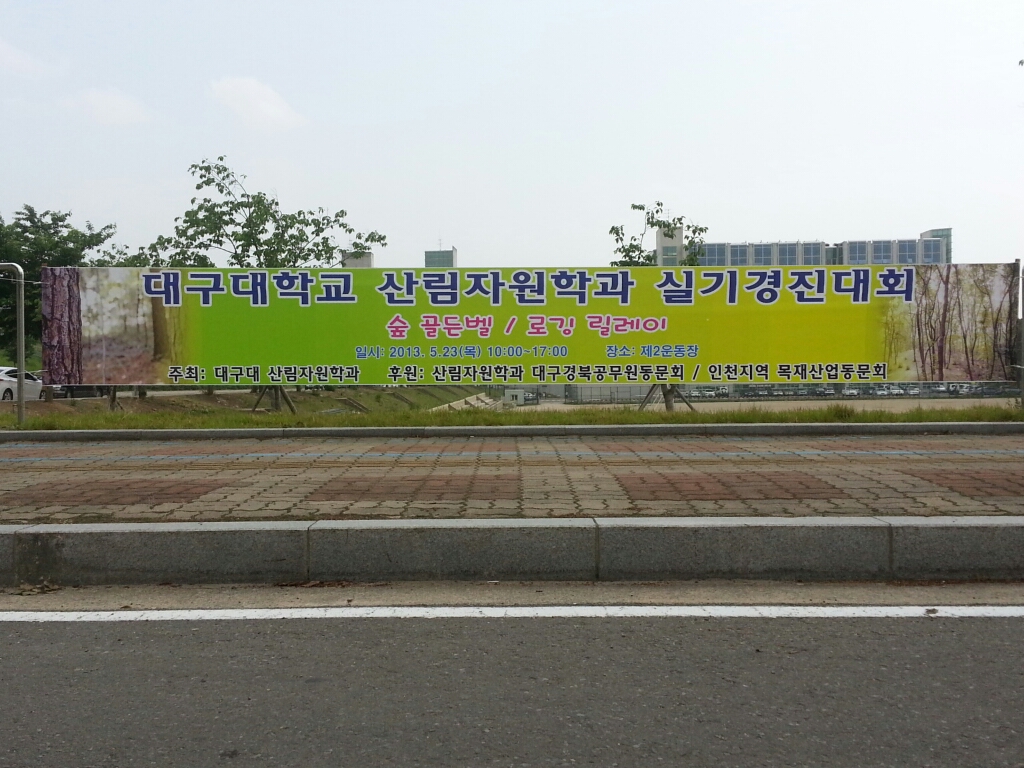 대구대학교 산림자원학과 실기경진대회
숲 골든벨 / 로깅 릴레이
일시: 2013. 5.23(목) 10:00~17:00 장소: 제2운동장
주최: 대구대 산림자원학과 후원: 산림자원학과 대구경북공무원동문회 / 인천지역 목재산업동문회